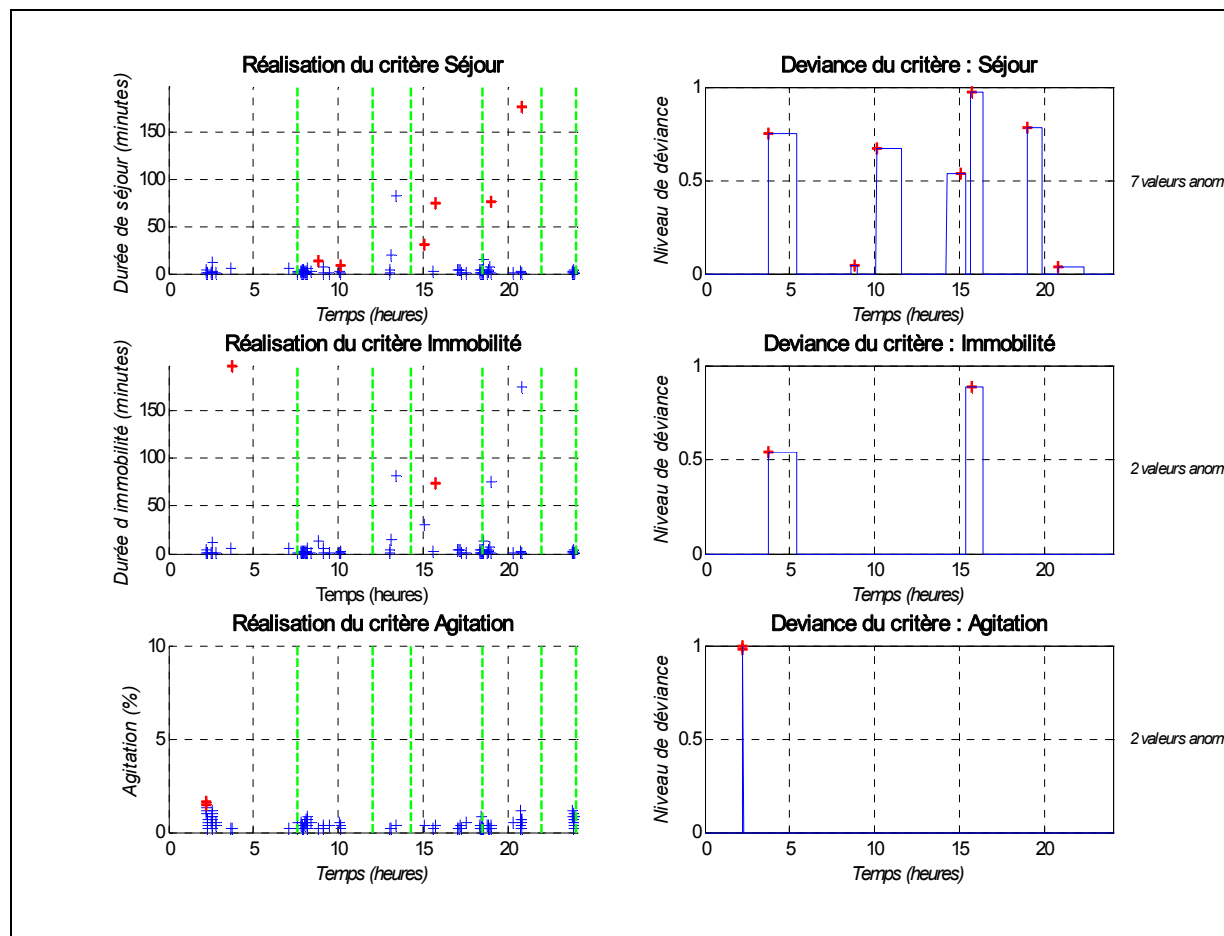 Réalisation du critère Séjour
Durée de séjour (minutes)
150
100
50
0
0 5 10 15 20
Temps (heures)
Deviance du critère : Séjour
Niveau de déviance
1
0.5
0
0 5 10 15 20
Temps (heures)
7 valeurs anorm
Réalisation du critère Immobilité
Durée d immobilité (minutes)
150
100
50
0
0 5 10 15 20
Temps (heures)
Deviance du critère : Immobilité
Niveau de déviance
1
0.5
0
0 5 10 15 20
Temps (heures)
2 valeurs anorm
Réalisation du critère Agitation
Agitation (%)
10
5
0
0 5 10 15 20
Temps (heures)
Deviance du critère : Agitation
Niveau de déviance
1
0.5
0
0 5 10 15 20
Temps (heures)
2 valeurs anorm